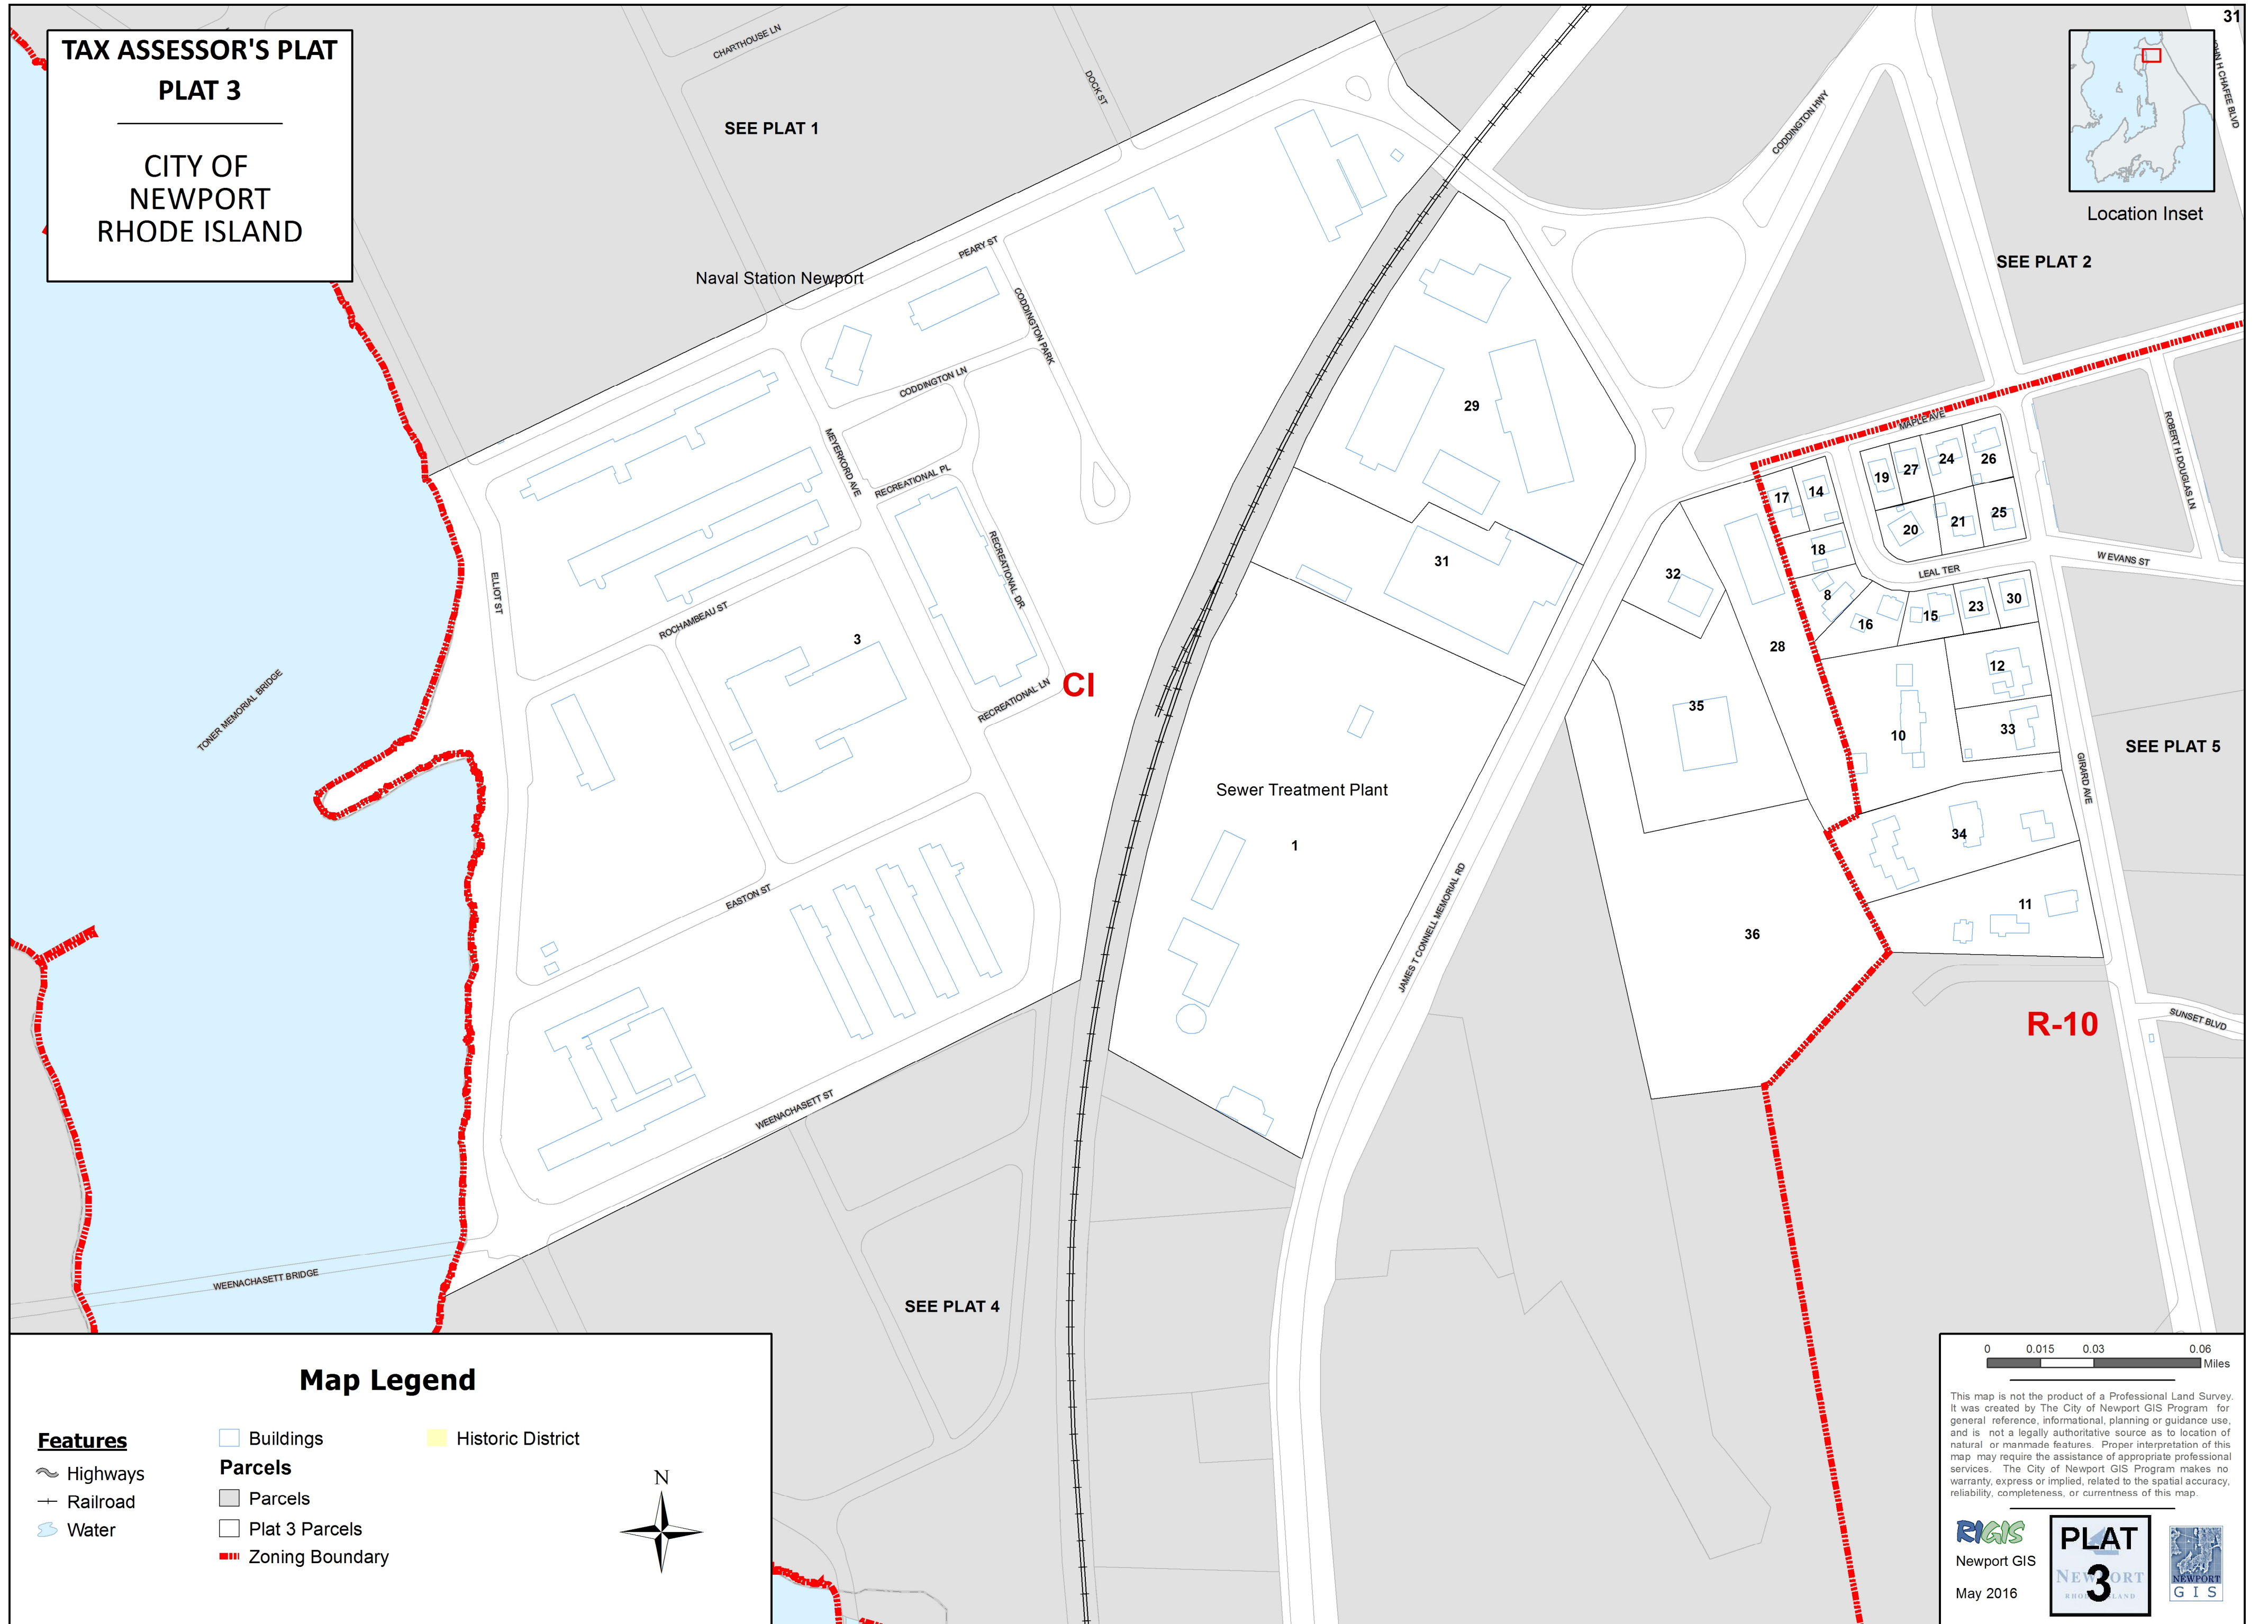 TAX ASSESSOR'S PLAT
PLAT 3
CITY OF
NEWPORT
RHODE ISLAND
CHARTHOUSE LN
DOCK ST
SEE PLAT 1
CODDINGTON HWY
31
JOHN H CHAFEE BLVD
Location Inset
SEE PLAT 2
Naval Station Newport
PEARY ST
CODDINGTON PARK
CODDINGTON LN
MEYERKORD AVE
RECREATIONAL PL
RECREATIONAL DR
RECREATIONAL LN
ELLIOT ST
ROCHAMBEAU ST
3
CI
TONER MEMORIAL BRIDGE
EASTON ST
WEENACHASETT ST
WEENACHASETT BRIDGE
SEE PLAT 4
29
31
Sewer Treatment Plant
1
JAMES T CONNELL MEMORIAL RD
MAPLE AVE
ROBERT H DOUGLAS LN
19
27
24
26
17
14
20
21
25
18
W EVANS ST
LEAL TER
32
8
16
15
23
30
28
12
35
10
33
SEE PLAT 5
GIRARD AVE
34
11
36
R-10
SUNSET BLVD
Map Legend
Features
Highways
Railroad
Water
Buildings
Parcels
Parcels
Plat 3 Parcels
Zoning Boundary
Historic District
N
0 0.015 0.03 0.06
Miles
This map is not the product of a Professional Land Survey.
It was created by The City of Newport GIS Program for
general reference, informational, planning or guidance use,
and is not a legally authoritative source as to location of
natural or manmade features. Proper interpretation of this
map may require the assistance of appropriate professional
services. The City of Newport GIS Program makes no
warranty, express or implied, related to the spatial accuracy,
reliability, completeness, or currentness of this map.
RIGIS
Newport GIS
May 2016
PLAT
3
NEWPORT
RHODE ISLAND
NEWPORT
GIS